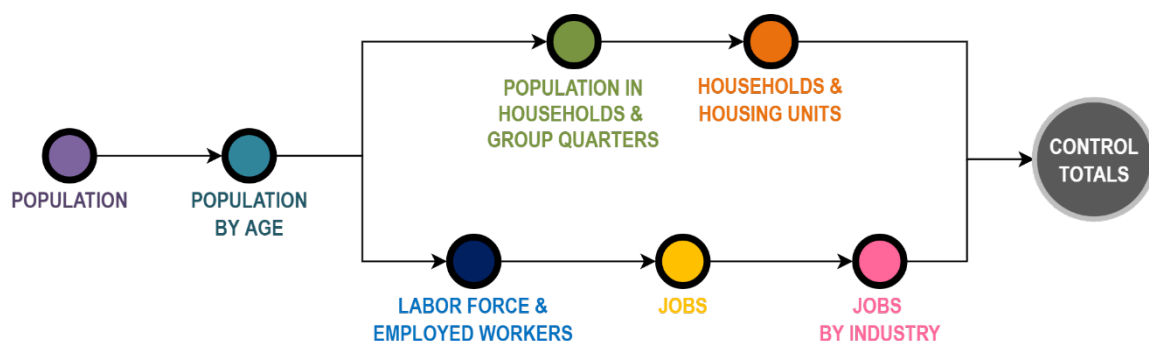 POPULATION
POPULATION
BY AGE
POPULATION IN
HOUSEHOLDS &
GROUP QUARTERS
HOUSEHOLDS &
HOUSING UNITS
LABOR FORCE &
EMPLOYED WORKERS
JOBS
JOBS
BY INDUSTRY
CONTROL
TOTALS